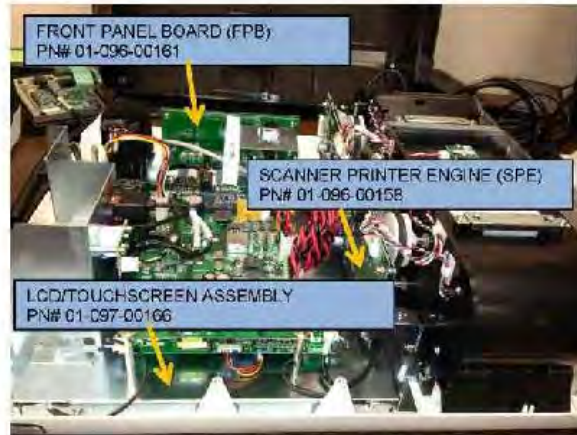 FRONT PANEL BOARD (FPB)
PN# 01-096-00161
SCANNER PRINTER ENGINE (SPE)
PN# 01-096-00158
LCD/TOUCHSCREEN ASSEMBLY
PN# 01-097-00166